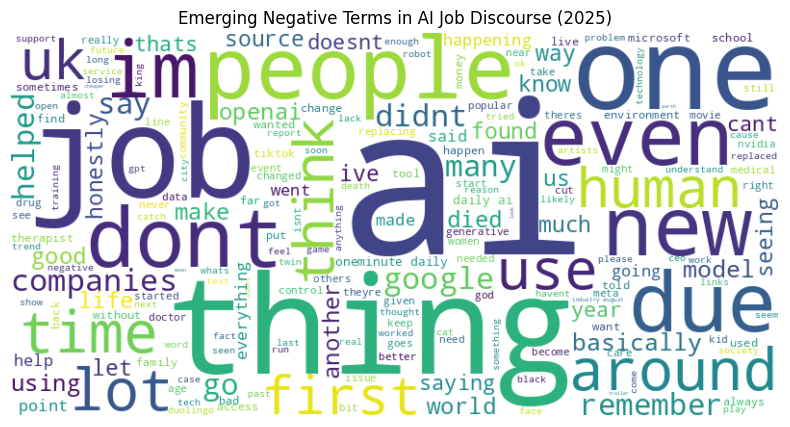 Emerging Negative Terms in AI Job Discourse (2025)
support
really
thats
future
long
uk
im
people
source
doesnt
happening
enough
robot
microsoft
school
one
problem
live
near
way
know
take
ok
money
technology
still
service
losing
king
sometimes
say
openai
change
popular
didnt
said
found
theres
environment
movie
even
cant
earth
cheaper
almost
open
find
line
wanted
report
lack
tried
cause
nvidia
job
think
ai
replacing
happen
soon
artists
replaced
helped
honestly
community
tiktok
event
ive
tool
many
us
might
understand
medical
human
right
gpt
city
changed
death
start
reason
cut
likely
training
drug
see
never
catch
data
far
got
went
isnt
anything
made
daily ai
died
much
new
seeing
dont
make
put
feel
game
generative
women
look
please
ceo
work
therapist
trend
good
negative
whats
twin
others
oneminute daily
needed
use
going
model
told
links
due
companies
mean
best
everything
control
theyre
google
god
havent
meta
seem
life
started
next
thing
given
thought
year
want
show
back
without
doctor
fact
seen
another
keep
worked
goes
cat
need
something
basically
industry august
kid
used
care
society
time
word
last
run
real
better
become
around
help
family
let
case
age
go
issue
using
lot
tech
bad
first
saying
black
come
remember
always
play
point
duolingo
past
access
bit
world
face
trailer